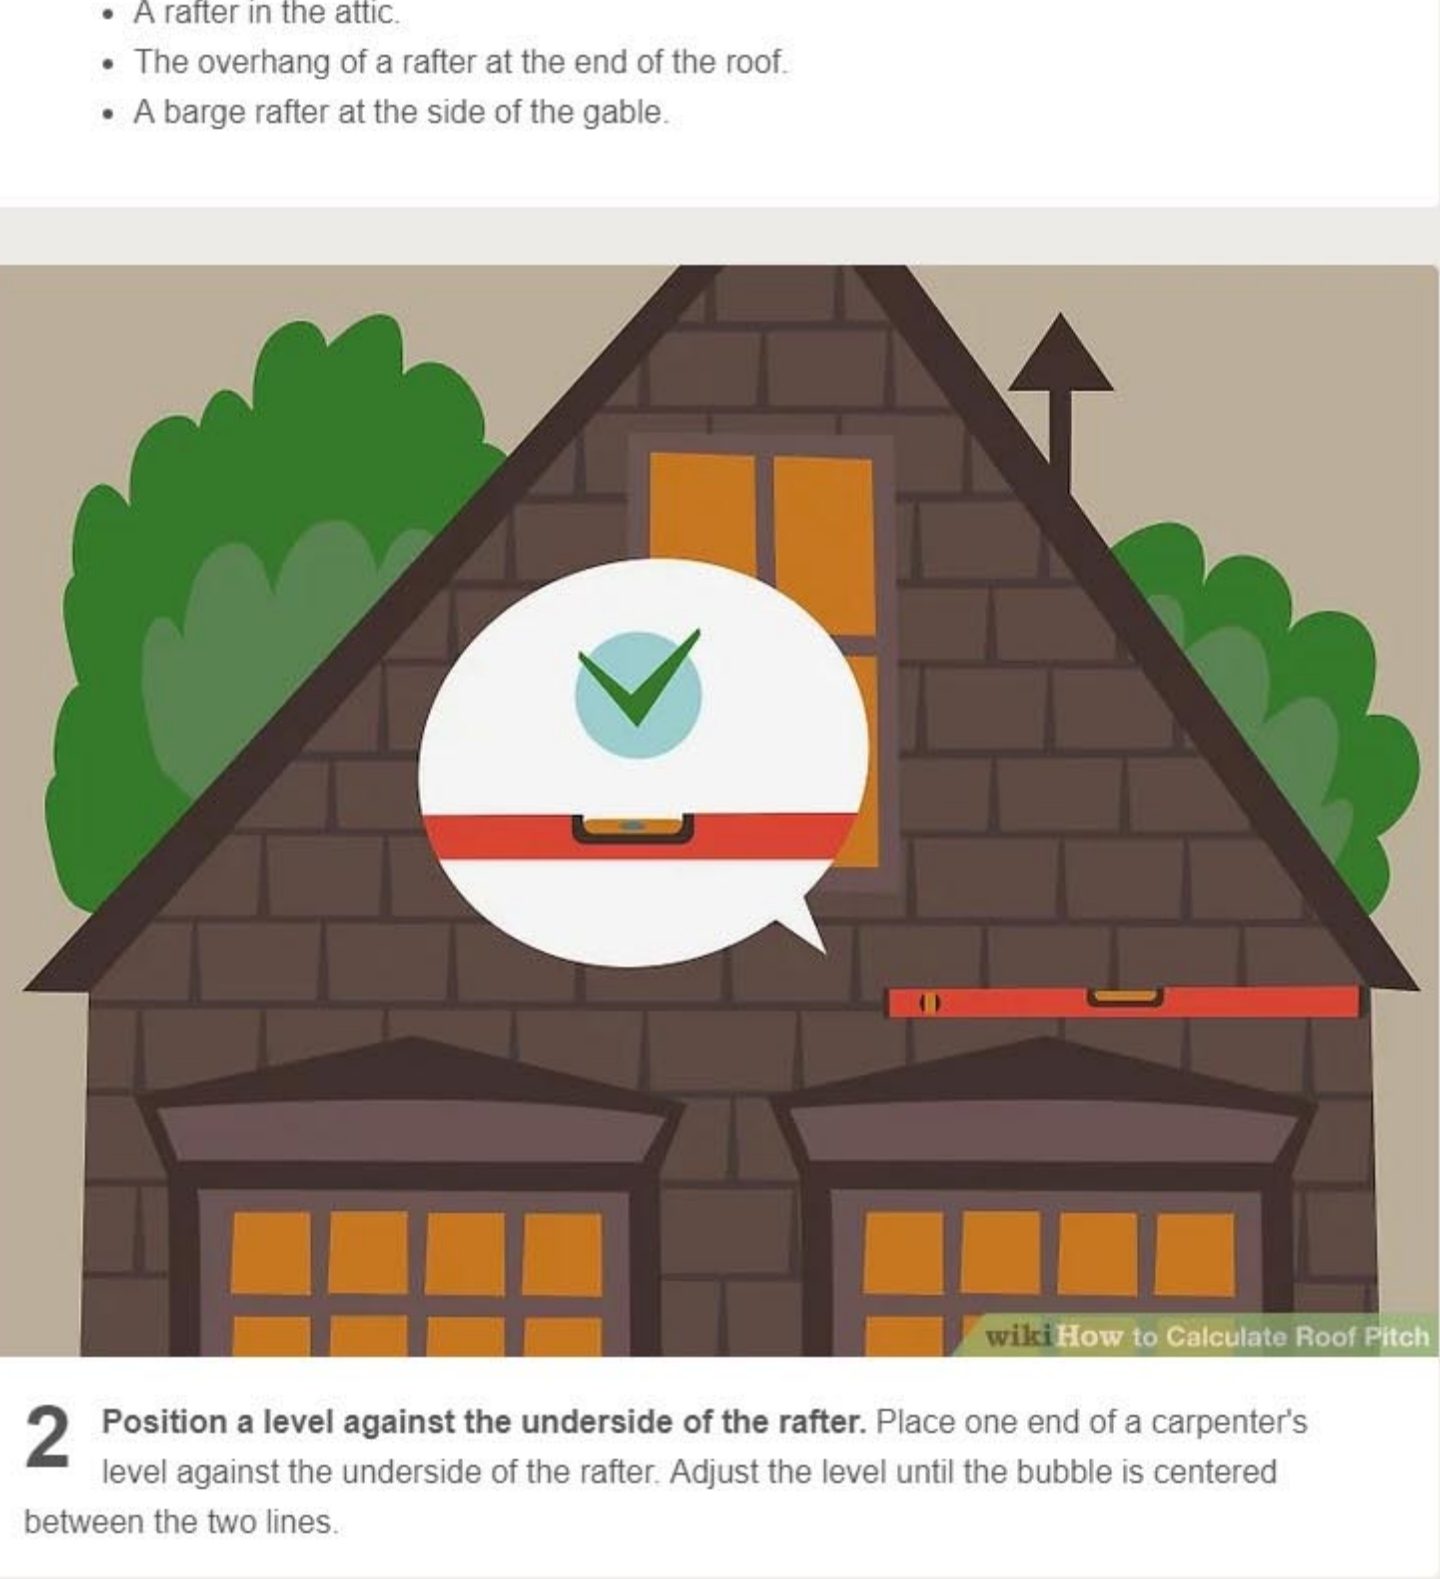 A rafter in the attic.
The overhang of a rafter at the end of the roof.
A barge rafter at the side of the gable.
wikiHow to Calculate Roof Pitch
2 Position a level against the underside of the rafter. Place one end of a carpenter's
level against the underside of the rafter. Adjust the level until the bubble is centered
between the two lines.